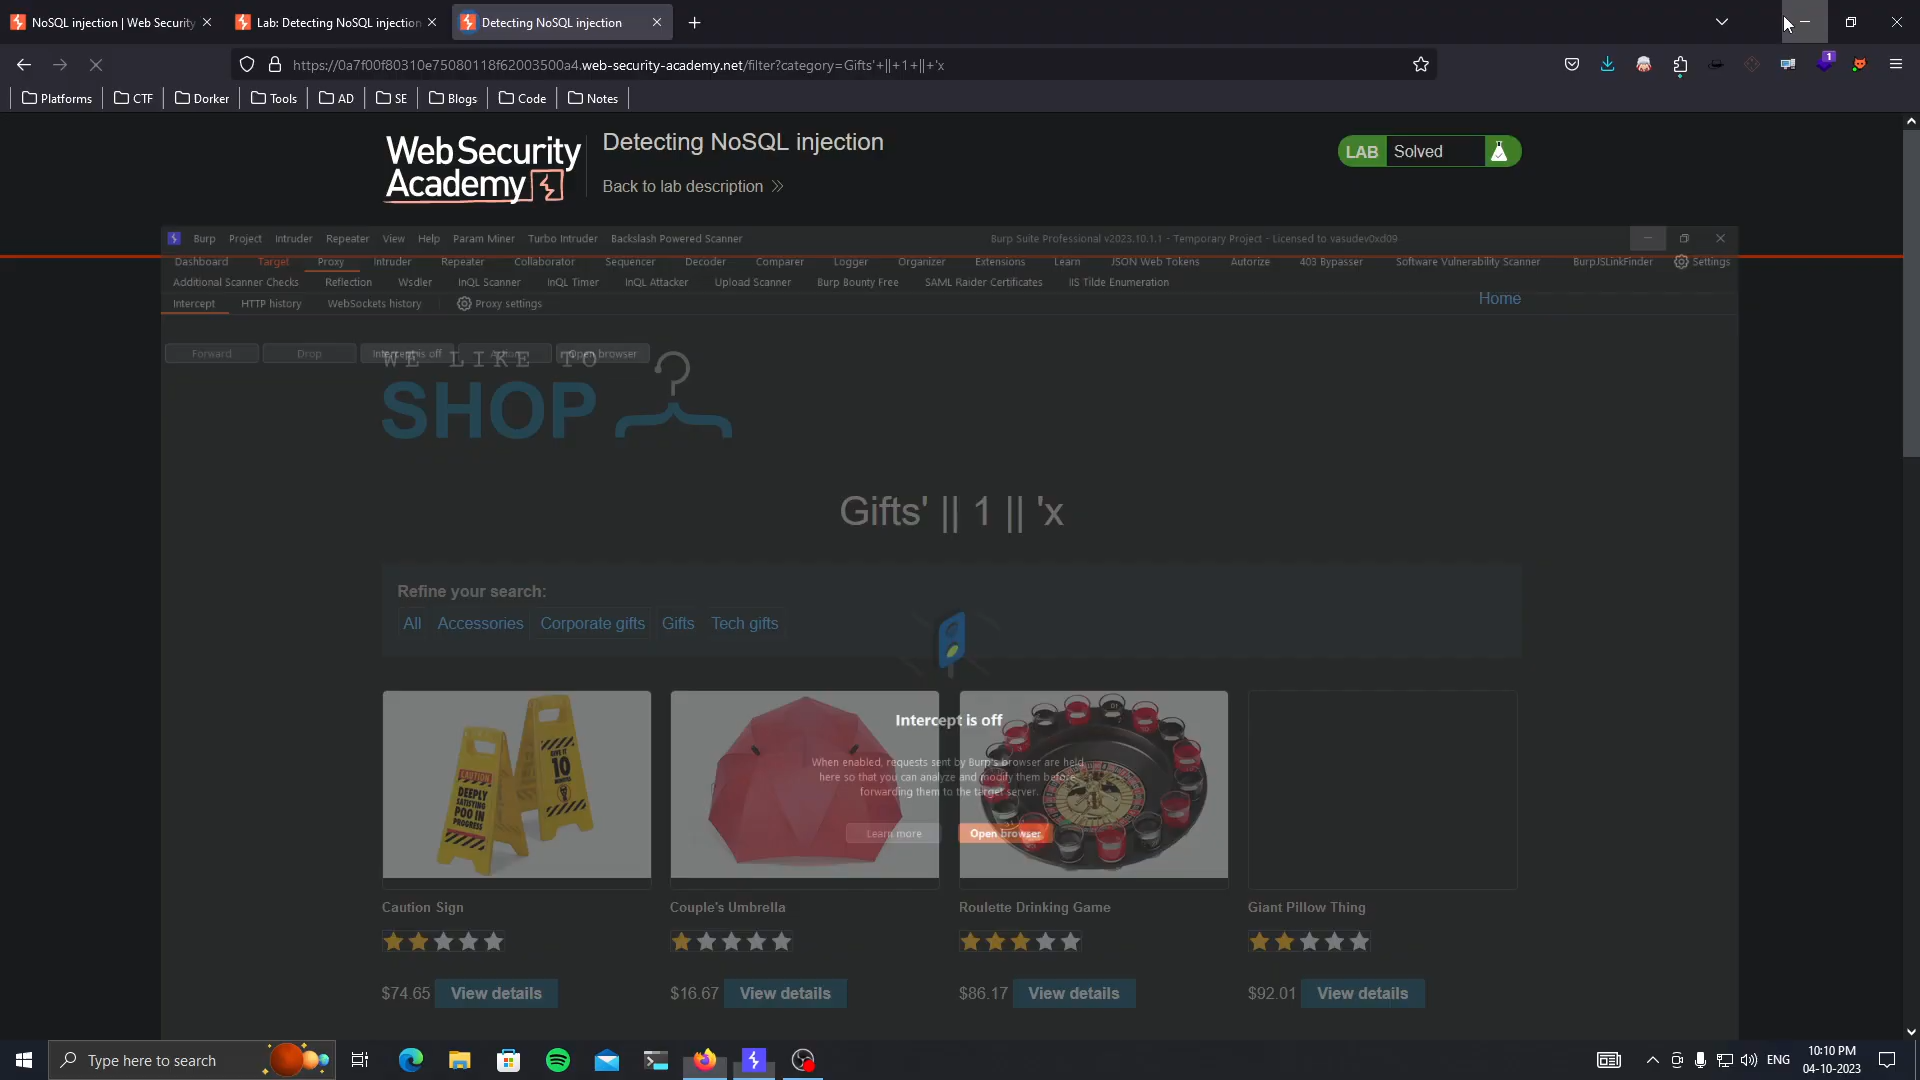 NoSQL injection | Web Security
Lab: Detecting NoSQL injection
Detecting NoSQL injection
https://0a7f00f80310e75080118f62003500a4.web-security-academy.net/filter?category=Gifts'+||+1+||+'x
1
Platforms CTF Dorker Tools AD SE Blogs Code Notes
Web Security
Academy
Detecting NoSQL injection
Back to lab description
LAB Solved
Burp Project Intruder Repeater View Help Param Miner Turbo Intruder Backslash Powered Scanner
Burp Suite Professional v2023.10.1.1 - Temporary Project - Licensed to vasudev0xd09
Dashboard Target Proxy Intruder Repeater Collaborator Sequencer Decoder Comparer Logger Organizer Extensions Learn JSON Web Tokens Autorize 403 Bypasser Software Vulnerability Scanner BurpJSLinkFinder Settings
Additional Scanner Checks Reflection Wsdler InQL Scanner InQL Timer InQL Attacker Upload Scanner Burp Bounty Free SAML Raider Certificates IIS Tilde Enumeration
Intercept HTTP history WebSockets history Proxy settings
Home
Forward Drop Intercept is off Open browser
WE LIKE TO
SHOP
Gifts' || 1 || 'x
Refine your search:
All Accessories Corporate gifts Gifts Tech gifts
CAUTION
DEEPLY
SATISFYING
POO IN
PROGRESS
GIVE IT
10
MINUTES
Intercept is off
When enabled, requests sent by Burp's browser are held
here so that you can analyze and modify them before
forwarding them to the target server.
Learn more Open browser
Caution Sign
Couple's Umbrella
Roulette Drinking Game
Giant Pillow Thing
$74.65 View details
$16.67 View details
$86.17 View details
$92.01 View details
Type here to search
ENG
10:10 PM
04-10-2023